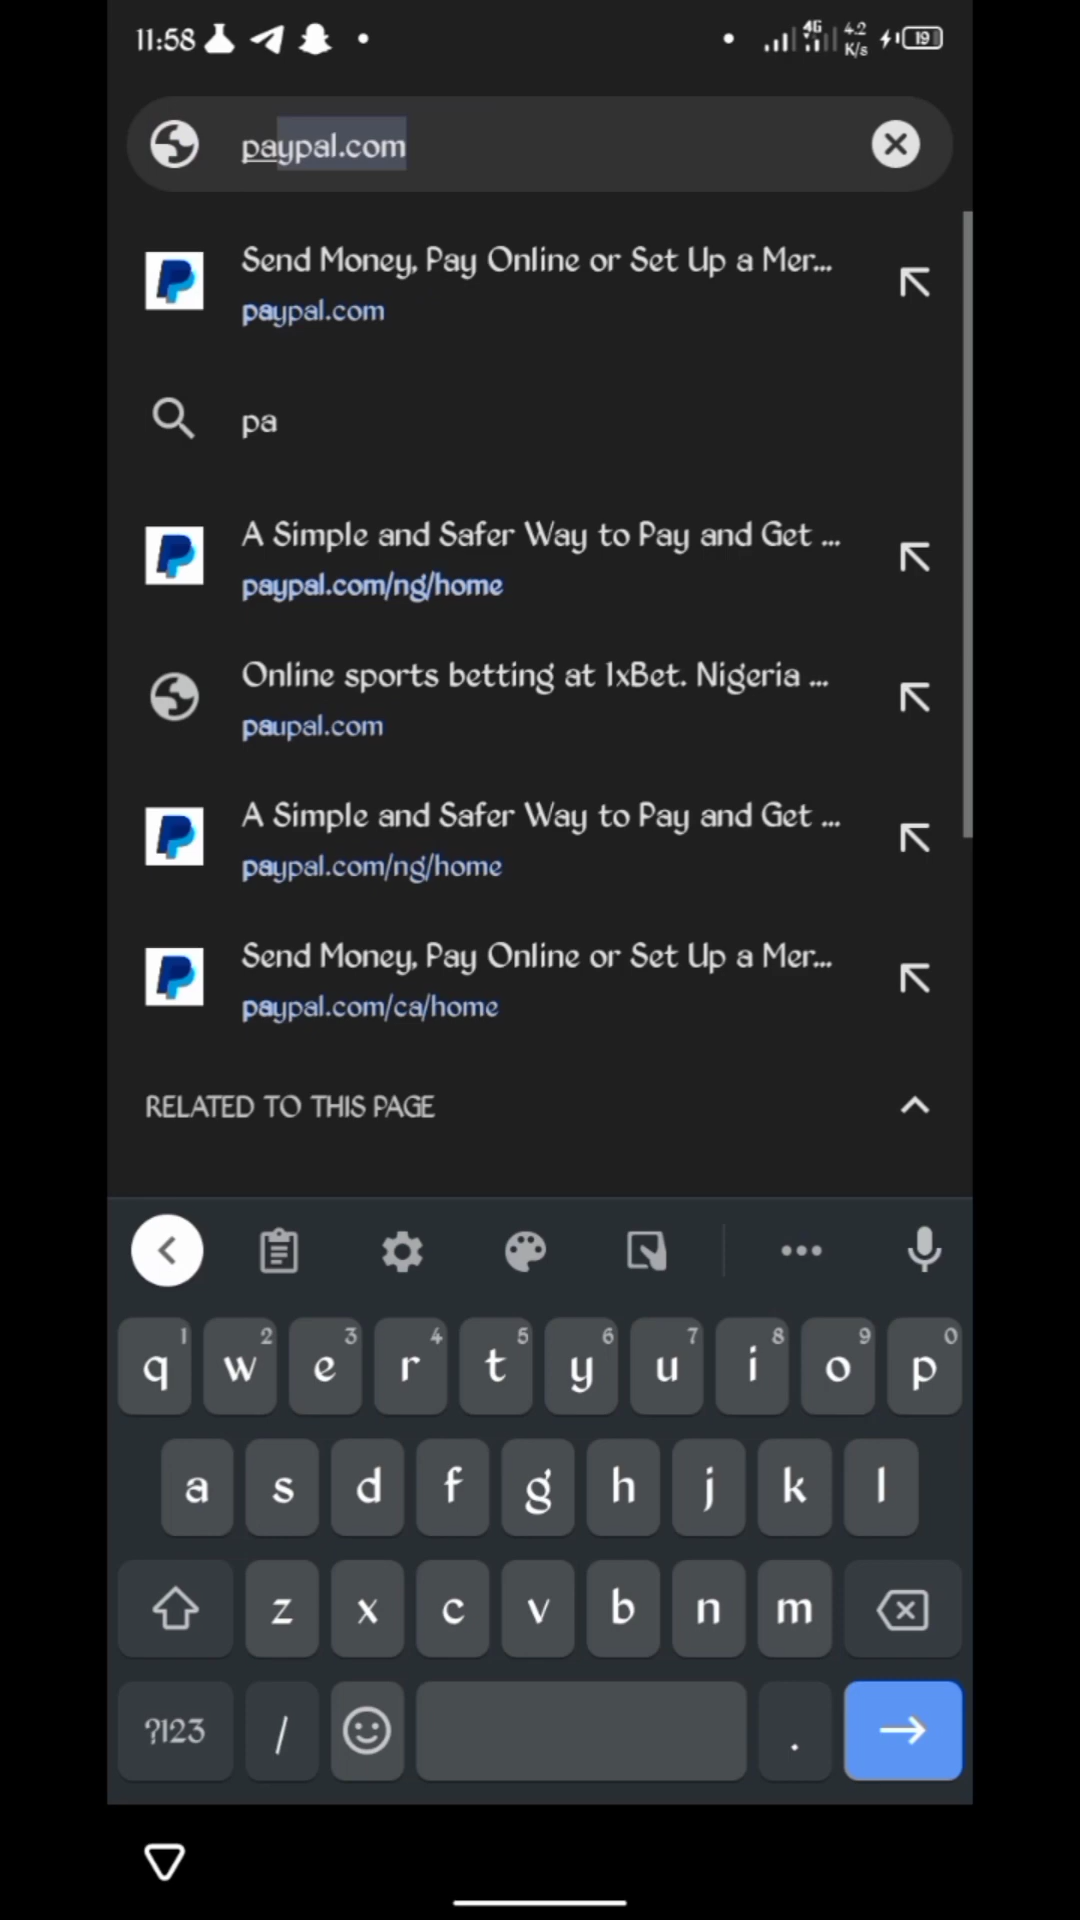 11:58
4G
4.2
K/s
19
paypal.com
Send Money, Pay Online or Set Up a Mer...
paypal.com
pa
A Simple and Safer Way to Pay and Get ...
paypal.com/ng/home
Online sports betting at 1xBet. Nigeria ...
paupal.com
A Simple and Safer Way to Pay and Get ...
paypal.com/ng/home
Send Money, Pay Online or Set Up a Mer...
paypal.com/ca/home
RELATED TO THIS PAGE
1 2 3 4 5 6 7 8 9 0
q w e r t y u i o p
a s d f g h j k l
z x c v b n m
?123 / .